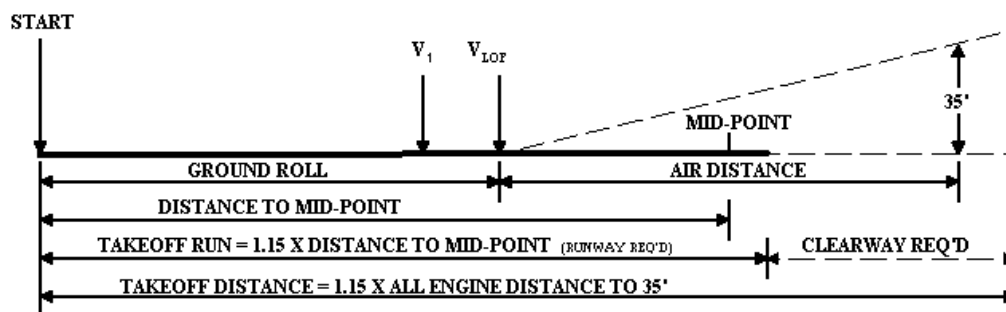 START
V1
VLOF
35'
MID-POINT
GROUND ROLL
AIR DISTANCE
DISTANCE TO MID-POINT
TAKEOFF RUN = 1.15 X DISTANCE TO MID-POINT (RUNWAY REQ'D)
CLEARWAY REQ'D
TAKEOFF DISTANCE = 1.15 X ALL ENGINE DISTANCE TO 35'